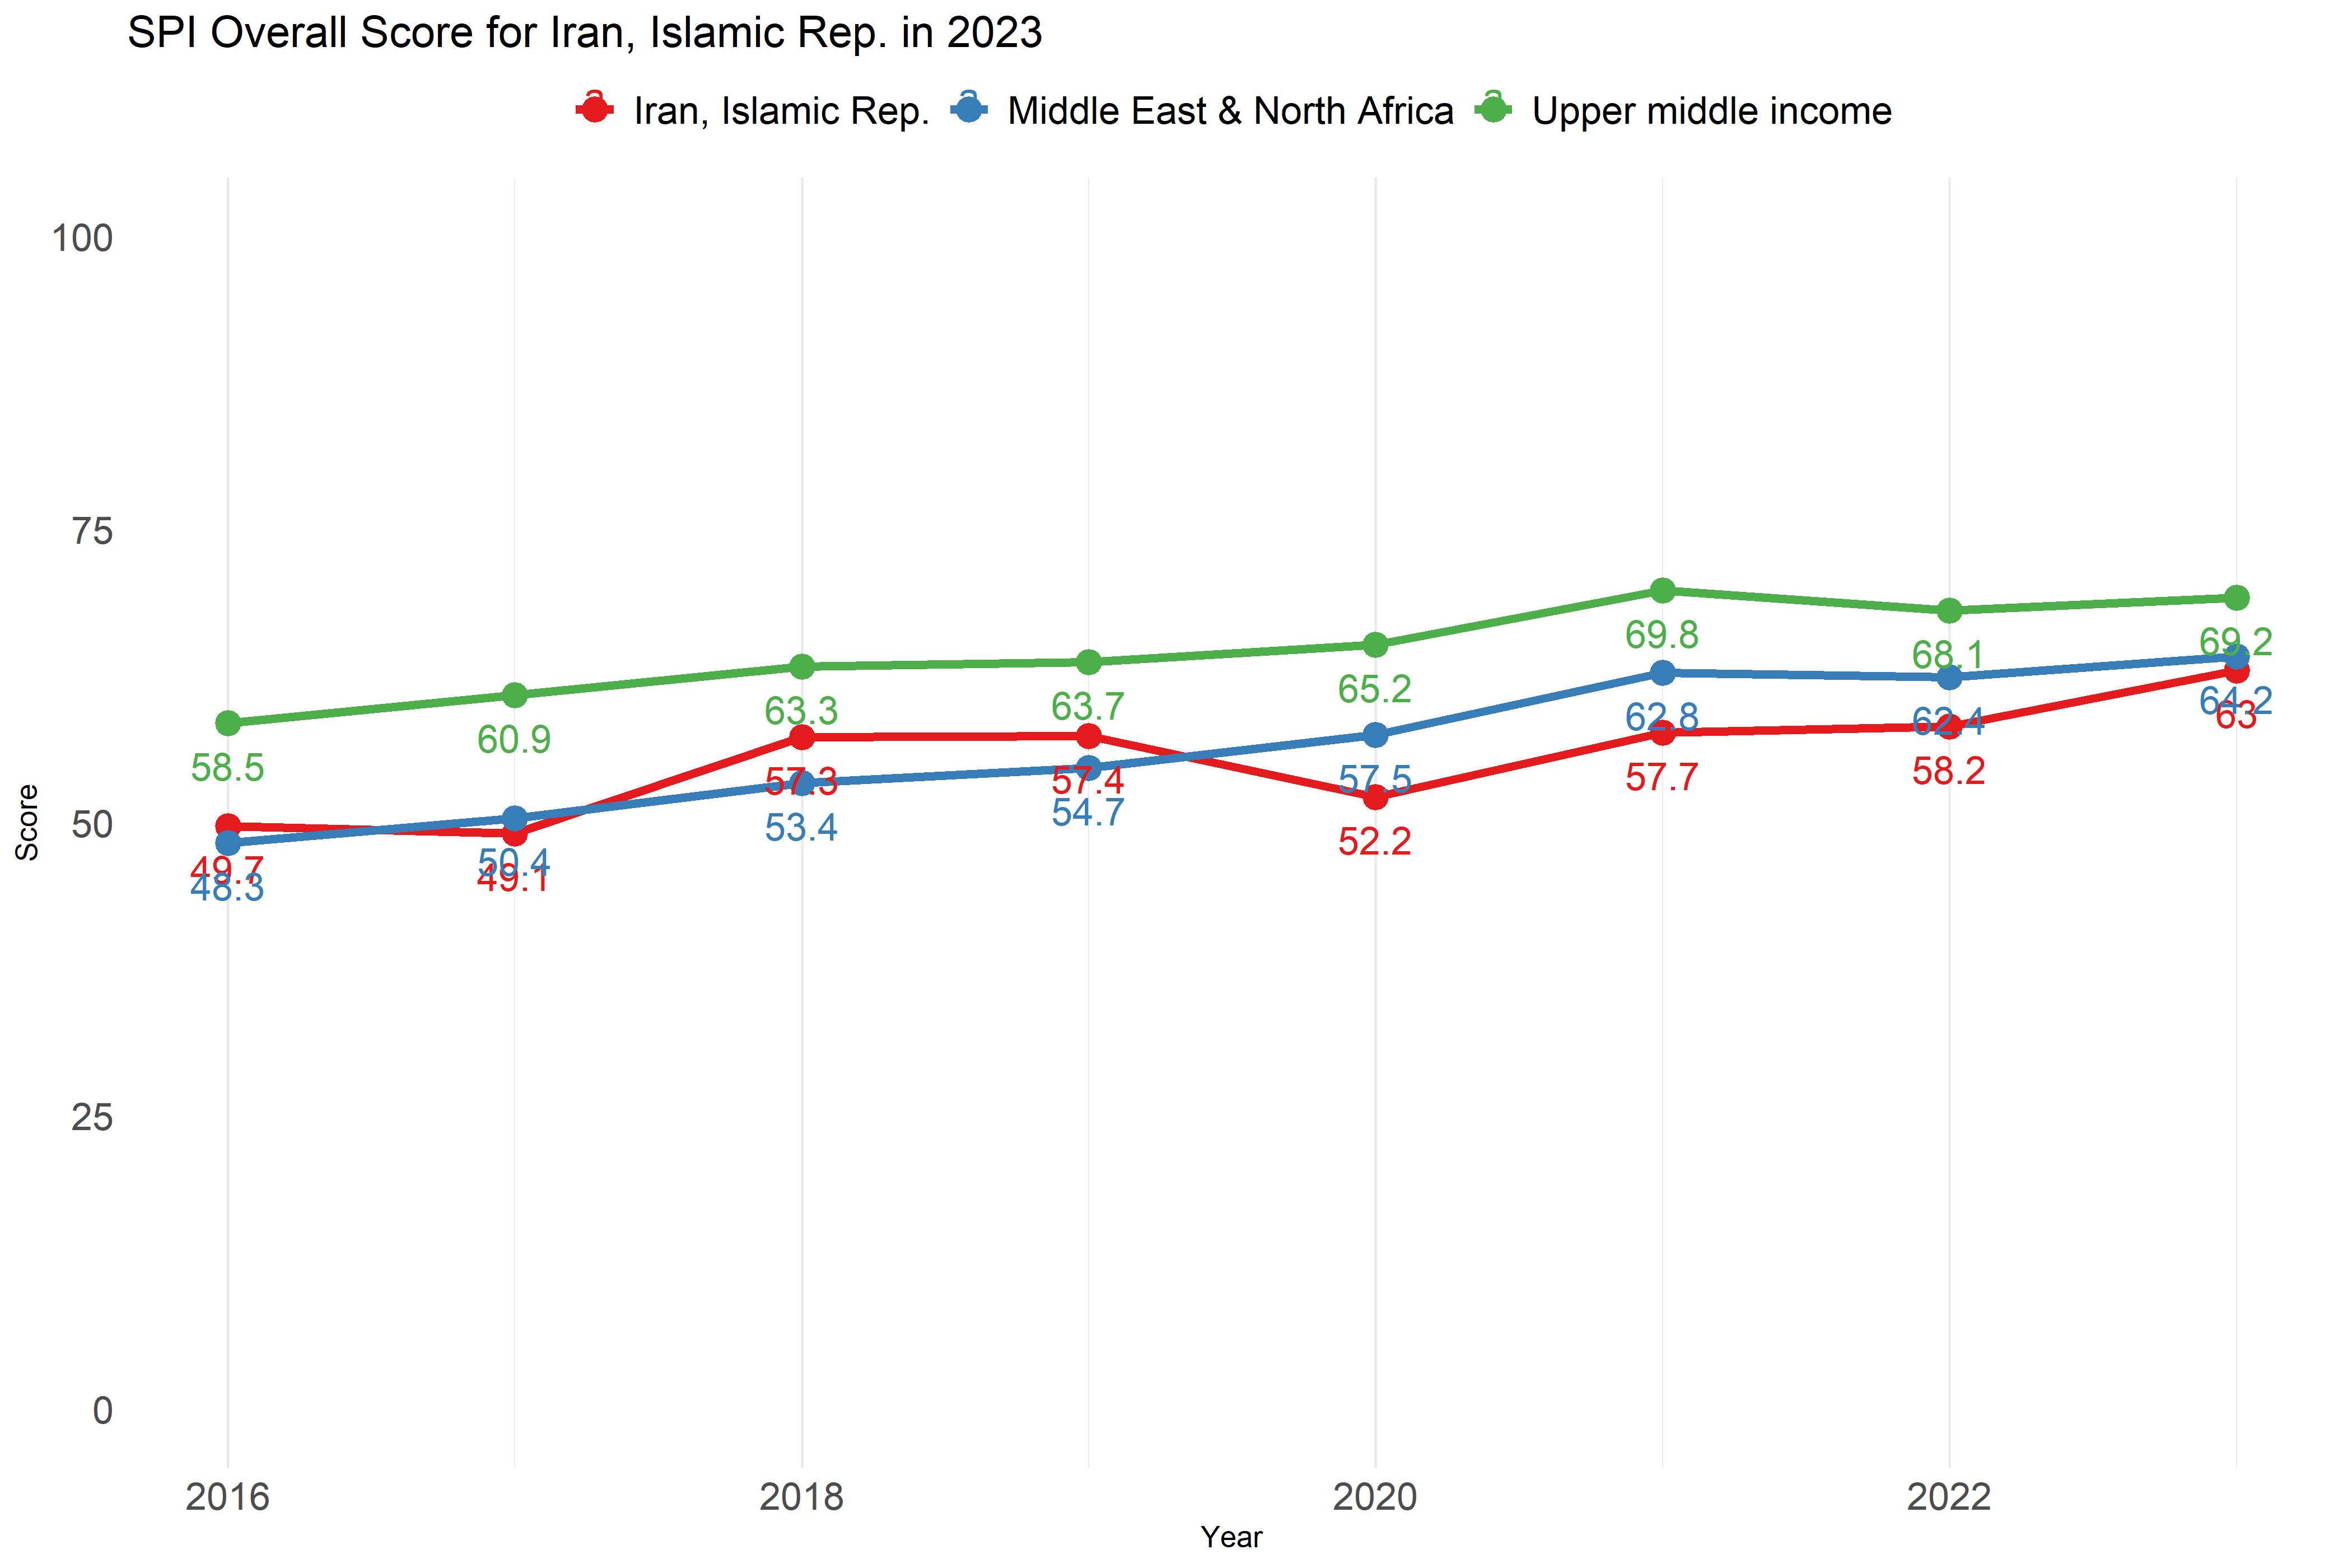 SPI Overall Score for Iran, Islamic Rep. in 2023
a Iran, Islamic Rep. a Middle East & North Africa a Upper middle income
100
75
50
25
0
Score
58.5 60.9 63.3 63.7 65.2 69.8 68.1 69.2
49.7 49.1 57.3 57.4 52.2 57.7 58.2 63
48.3 50.4 53.4 54.7 57.5 62.8 62.4 64.2
2016 2018 2020 2022
Year